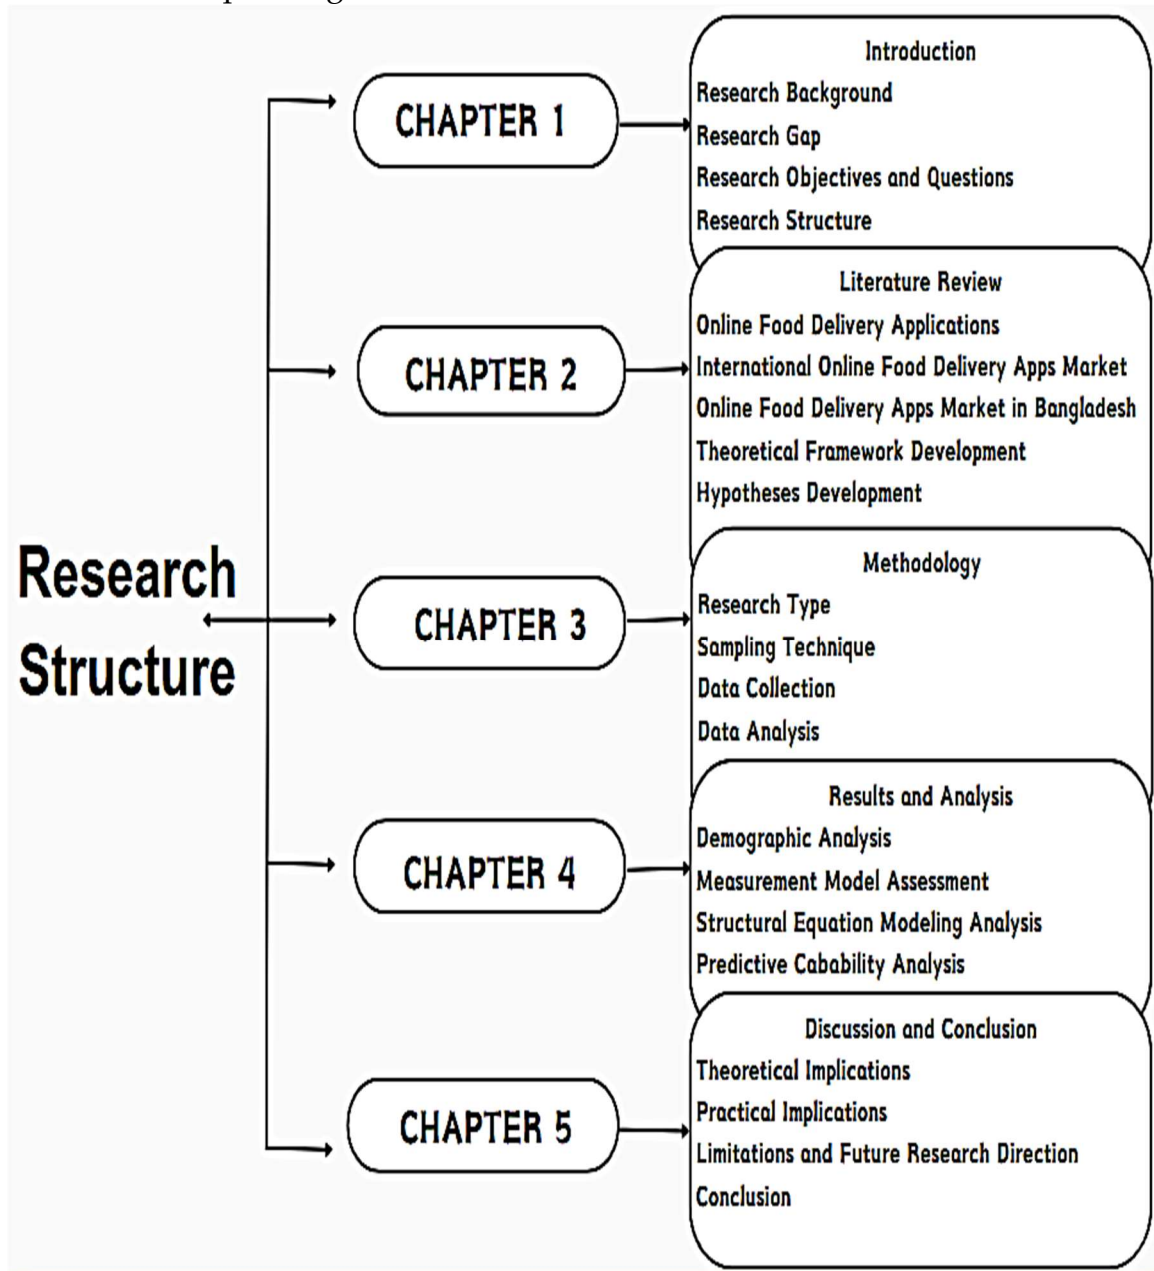 Research
Structure
CHAPTER 1
Introduction
Research Background
Research Gap
Research Objectives and Questions
Research Structure
CHAPTER 2
Literature Review
Online Food Delivery Applications
International Online Food Delivery Apps Market
Online Food Delivery Apps Market in Bangladesh
Theoretical Framework Development
Hypotheses Development
CHAPTER 3
Methodology
Research Type
Sampling Technique
Data Collection
Data Analysis
CHAPTER 4
Results and Analysis
Demographic Analysis
Measurement Model Assessment
Structural Equation Modeling Analysis
Predictive Cabability Analysis
CHAPTER 5
Discussion and Conclusion
Theoretical Implications
Practical Implications
Limitations and Future Research Direction
Conclusion